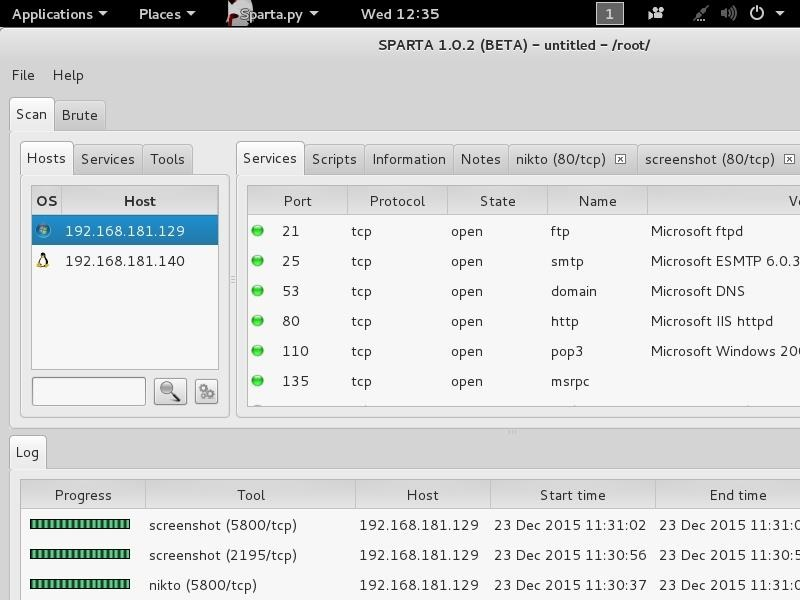 Applications Places Sparta.py Wed 12:35 1
SPARTA 1.0.2 (BETA) - untitled - /root/
File Help
Scan Brute
Hosts Services Tools
Services Scripts Information Notes nikto (80/tcp) screenshot (80/tcp)
OS Host
192.168.181.129
192.168.181.140
Port Protocol State Name
21 tcp open ftp Microsoft ftpd
25 tcp open smtp Microsoft ESMTP 6.0.3
53 tcp open domain Microsoft DNS
80 tcp open http Microsoft IIS httpd
110 tcp open pop3 Microsoft Windows 200
135 tcp open msrpc
Log
Progress Tool Host Start time End time
screenshot (5800/tcp) 192.168.181.129 23 Dec 2015 11:31:02 23 Dec 2015 11:31:0
screenshot (2195/tcp) 192.168.181.129 23 Dec 2015 11:30:56 23 Dec 2015 11:30:5
nikto (5800/tcp) 192.168.181.129 23 Dec 2015 11:30:37 23 Dec 2015 11:31:0